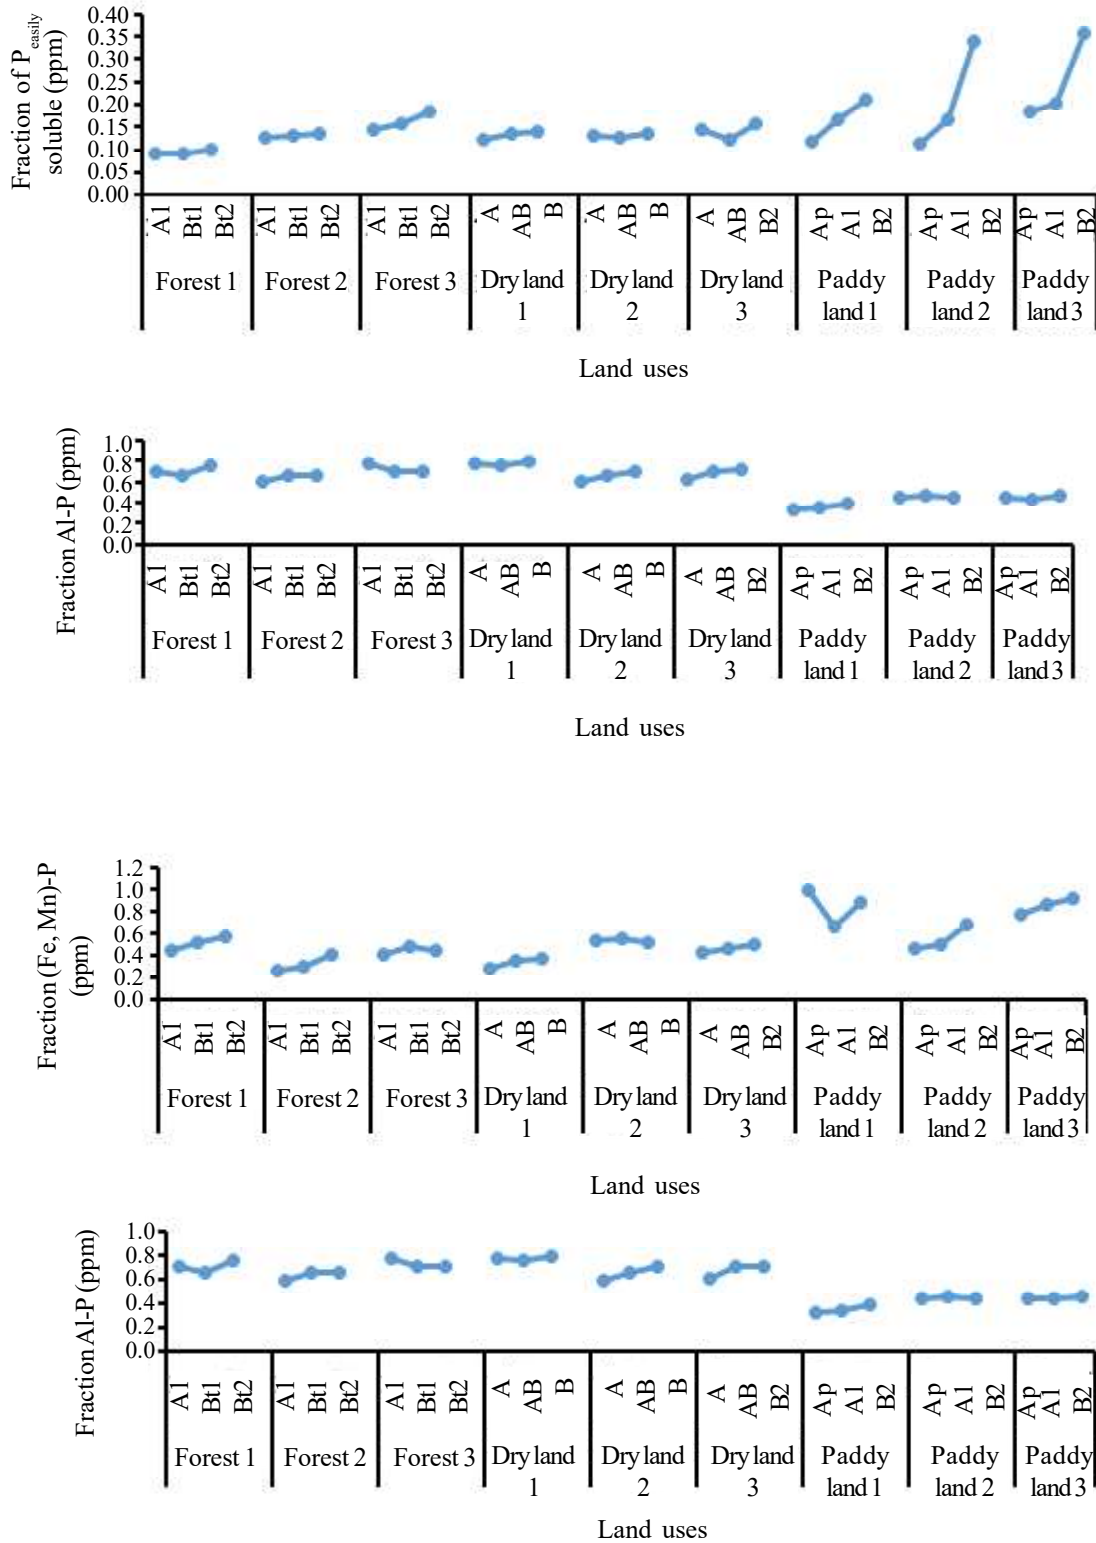 Fraction of P easily
soluble (ppm)
0.40
0.35
0.30
0.25
0.20
0.15
0.10
0.05
0.00
A1 Bt1 Bt2 A1 Bt1 Bt2 A1 Bt1 Bt2 A AB B A AB B A AB B2 Ap A1 B2 Ap A1 B2 Ap A1 B2
Forest 1 Forest 2 Forest 3 Dry land Dry land Dry land Paddy Paddy Paddy
1 2 3 land 1 land 2 land 3
Land uses
Fraction Al-P (ppm)
1.0
0.8
0.6
0.4
0.2
0.0
A1 Bt1 Bt2 A1 Bt1 Bt2 A1 Bt1 Bt2 A AB B A AB B A AB B2 Ap A1 B2 Ap A1 B2 Ap A1 B2
Forest 1 Forest 2 Forest 3 Dry land Dry land Dry land Paddy Paddy Paddy
1 2 3 land 1 land 2 land 3
Land uses
Fraction (Fe, Mn)-P
(ppm)
1.2
1.0
0.8
0.6
0.4
0.2
0.0
A1 Bt1 Bt2 A1 Bt1 Bt2 A1 Bt1 Bt2 A AB B A AB B A AB B2 Ap A1 B2 Ap A1 B2 Ap A1 B2
Forest 1 Forest 2 Forest 3 Dry land Dry land Dry land Paddy Paddy Paddy
1 2 3 land 1 land 2 land 3
Land uses
Fraction Al-P (ppm)
1.0
0.8
0.6
0.4
0.2
0.0
A1 Bt1 Bt2 A1 Bt1 Bt2 A1 Bt1 Bt2 A AB B A AB B A AB B2 Ap A1 B2 Ap A1 B2 Ap A1 B2
Forest 1 Forest 2 Forest 3 Dry land Dry land Dry land Paddy Paddy Paddy
1 2 3 land 1 land 2 land 3
Land uses